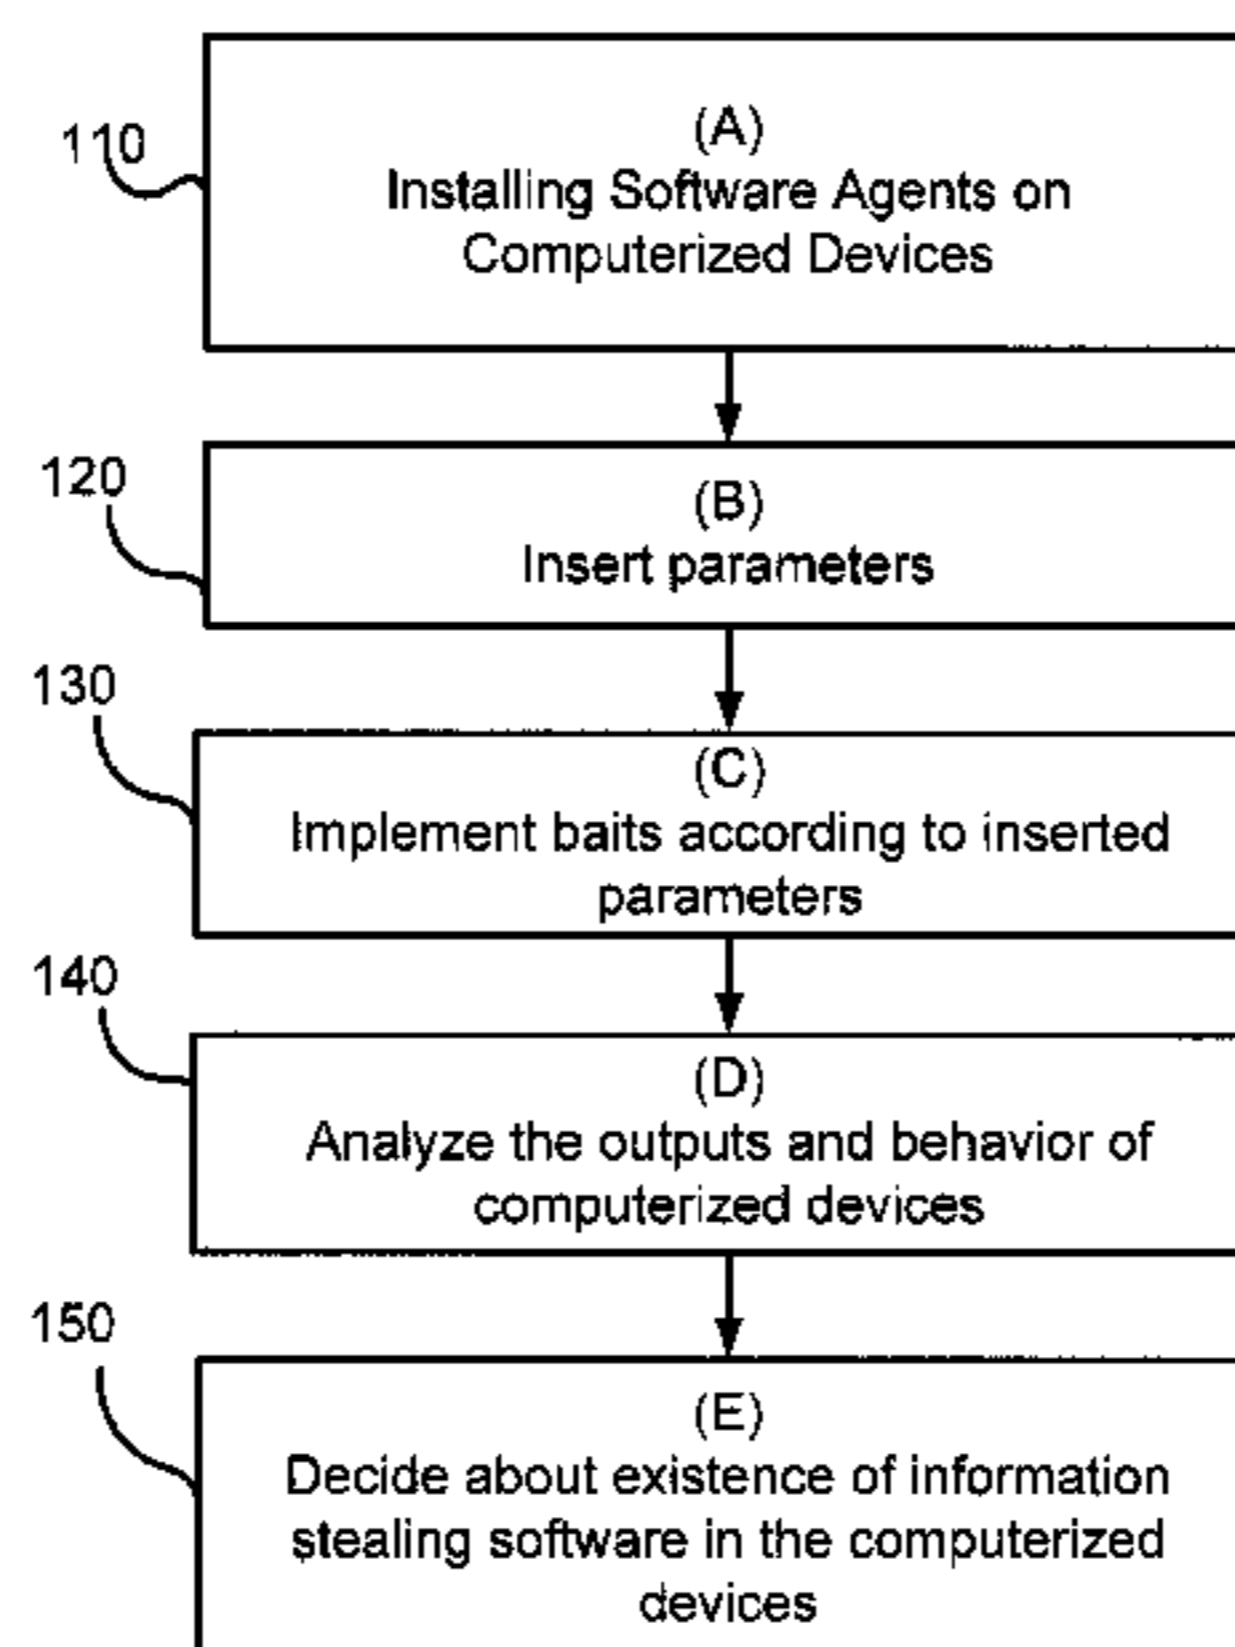 110
(A)
Installing Software Agents on
Computerized Devices
120
(B)
Insert parameters
130
(C)
Implement baits according to inserted
parameters
140
(D)
Analyze the outputs and behavior of
computerized devices
150
(E)
Decide about existence of information
stealing software in the computerized
devices